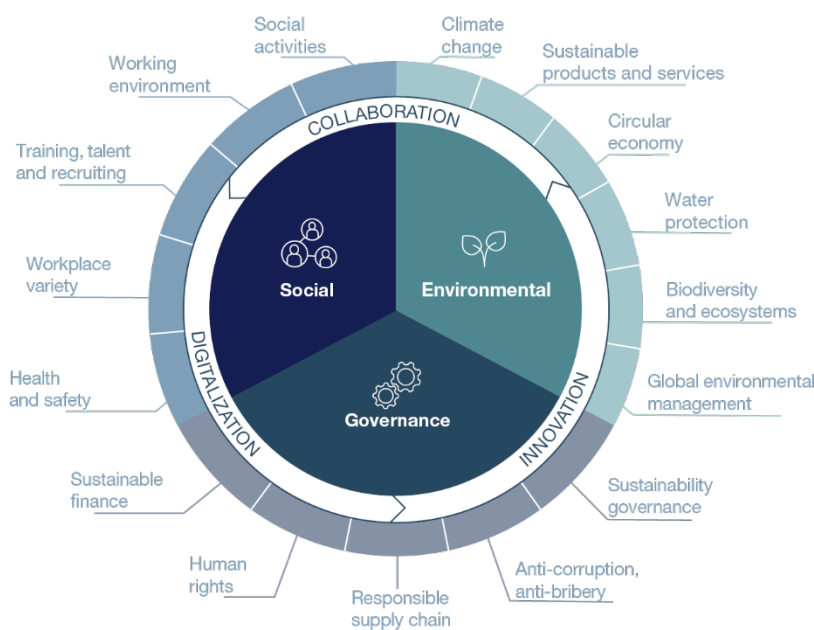 Social
activities
Climate
change
Working
environment
Sustainable
products and services
Training, talent
and recruiting
Circular
economy
Workplace
variety
Water
protection
Health
and safety
Biodiversity
and ecosystems
Sustainable
finance
Global environmental
management
Human
rights
Sustainability
governance
Responsible
supply chain
Anti-corruption,
anti-bribery
COLLABORATION
DIGITALIZATION
INNOVATION
Social
Environmental
Governance